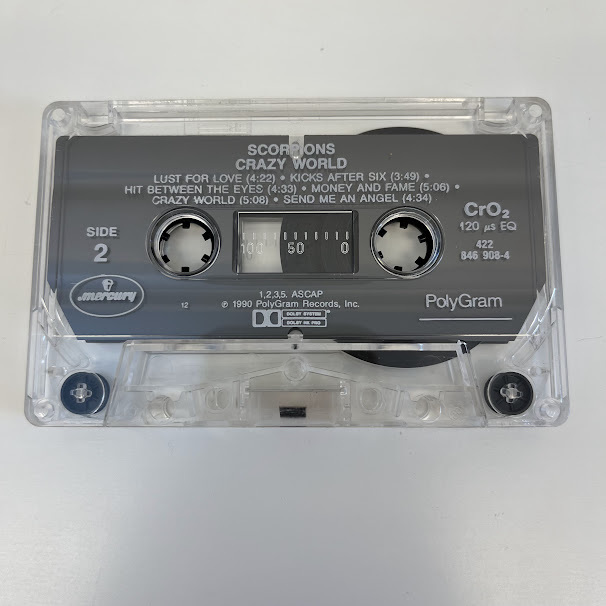 SCORPIONS
CRAZY WORLD
LUST FOR LOVE (4:22) • KICKS AFTER SIX (3:49) •
HIT BETWEEN THE EYES (4:33) • MONEY AND FAME (5:06) •
CRAZY WORLD (5:08) • SEND ME AN ANGEL (4:34)
SIDE
2
100 50 0
CrO2
120 μs EQ
422
846 908-4
mercury
12
1,2,3,5. ASCAP
℗ 1990 PolyGram Records, Inc.
DOLBY SYSTEM
DOLBY HX PRO
PolyGram